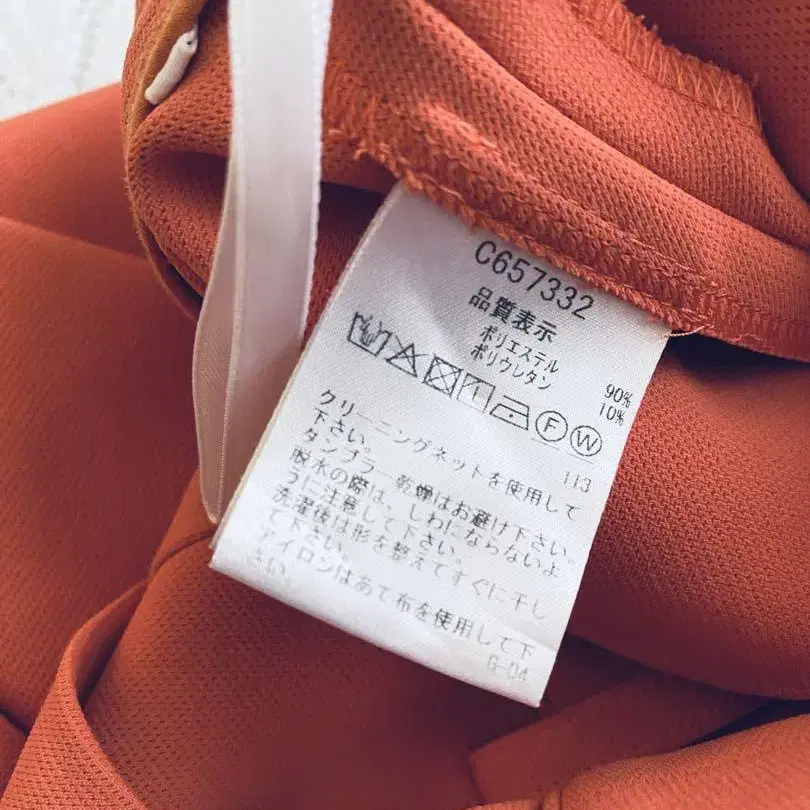 C657332
品質表示
ポリエステル 90%
ポリウレタン 10%
F W
113
クリーニングネットを使用して
下さい。
タンブラー乾燥はお避け下さい。
脱水の際は、しわにならないよ
うに注意して下さい。
洗濯後は形を整えてすぐに干し
て下さい。
アイロンはあて布を使用して下
さい。
G-04